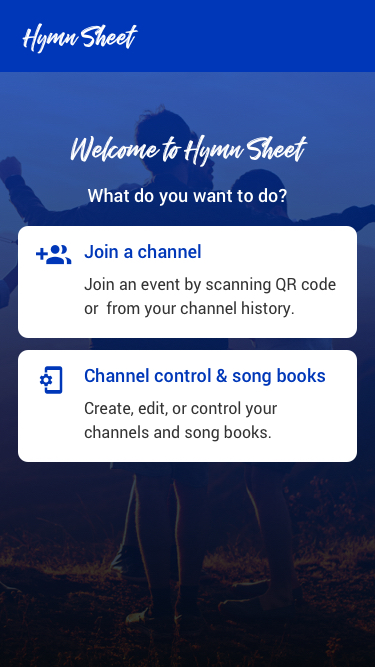 Hymn Sheet
Welcome to Hymn Sheet
What do you want to do?
Join a channel
Join an event by scanning QR code
or from your channel history.
Channel control & song books
Create, edit, or control your
channels and song books.